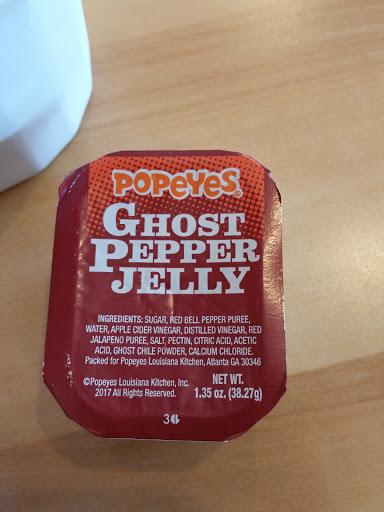 POPEYES®
GHOST
PEPPER
JELLY
INGREDIENTS: SUGAR, RED BELL PEPPER PUREE,
WATER, APPLE CIDER VINEGAR, DISTILLED VINEGAR, RED
JALAPENO PUREE, SALT, PECTIN, CITRIC ACID, ACETIC
ACID, GHOST CHILE POWDER, CALCIUM CHLORIDE.
Packed for Popeyes Louisiana Kitchen, Atlanta GA 30346
©Popeyes Louisiana Kitchen, Inc.
2017 All Rights Reserved.
NET WT.
1.35 oz. (38.27g)
3